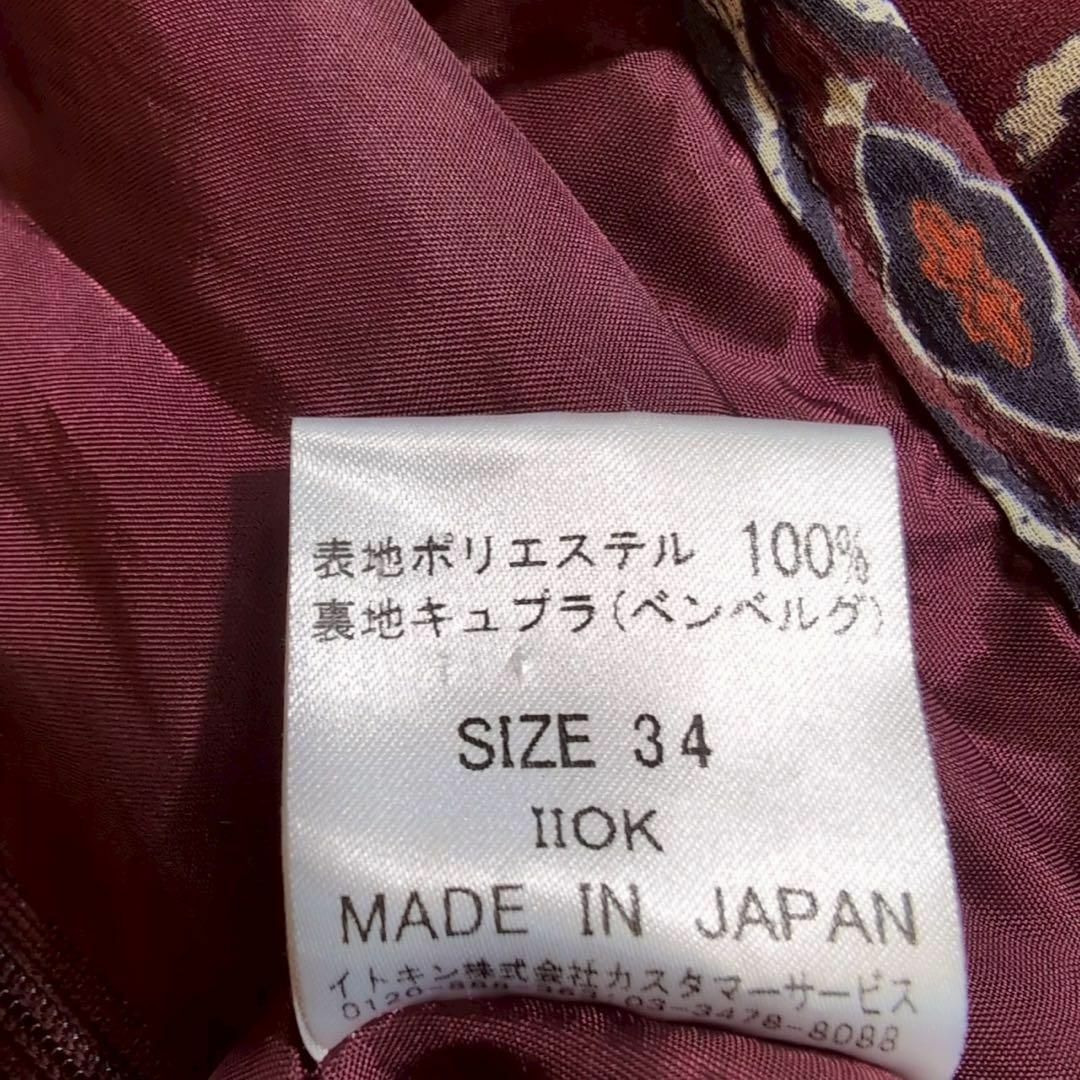 表地ポリエステル 100%
裏地キュプラ(ベンベルグ)
SIZE 34
IIOK
MADE IN JAPAN
イトキン株式会社カスタマーサービス
03-3478-8088